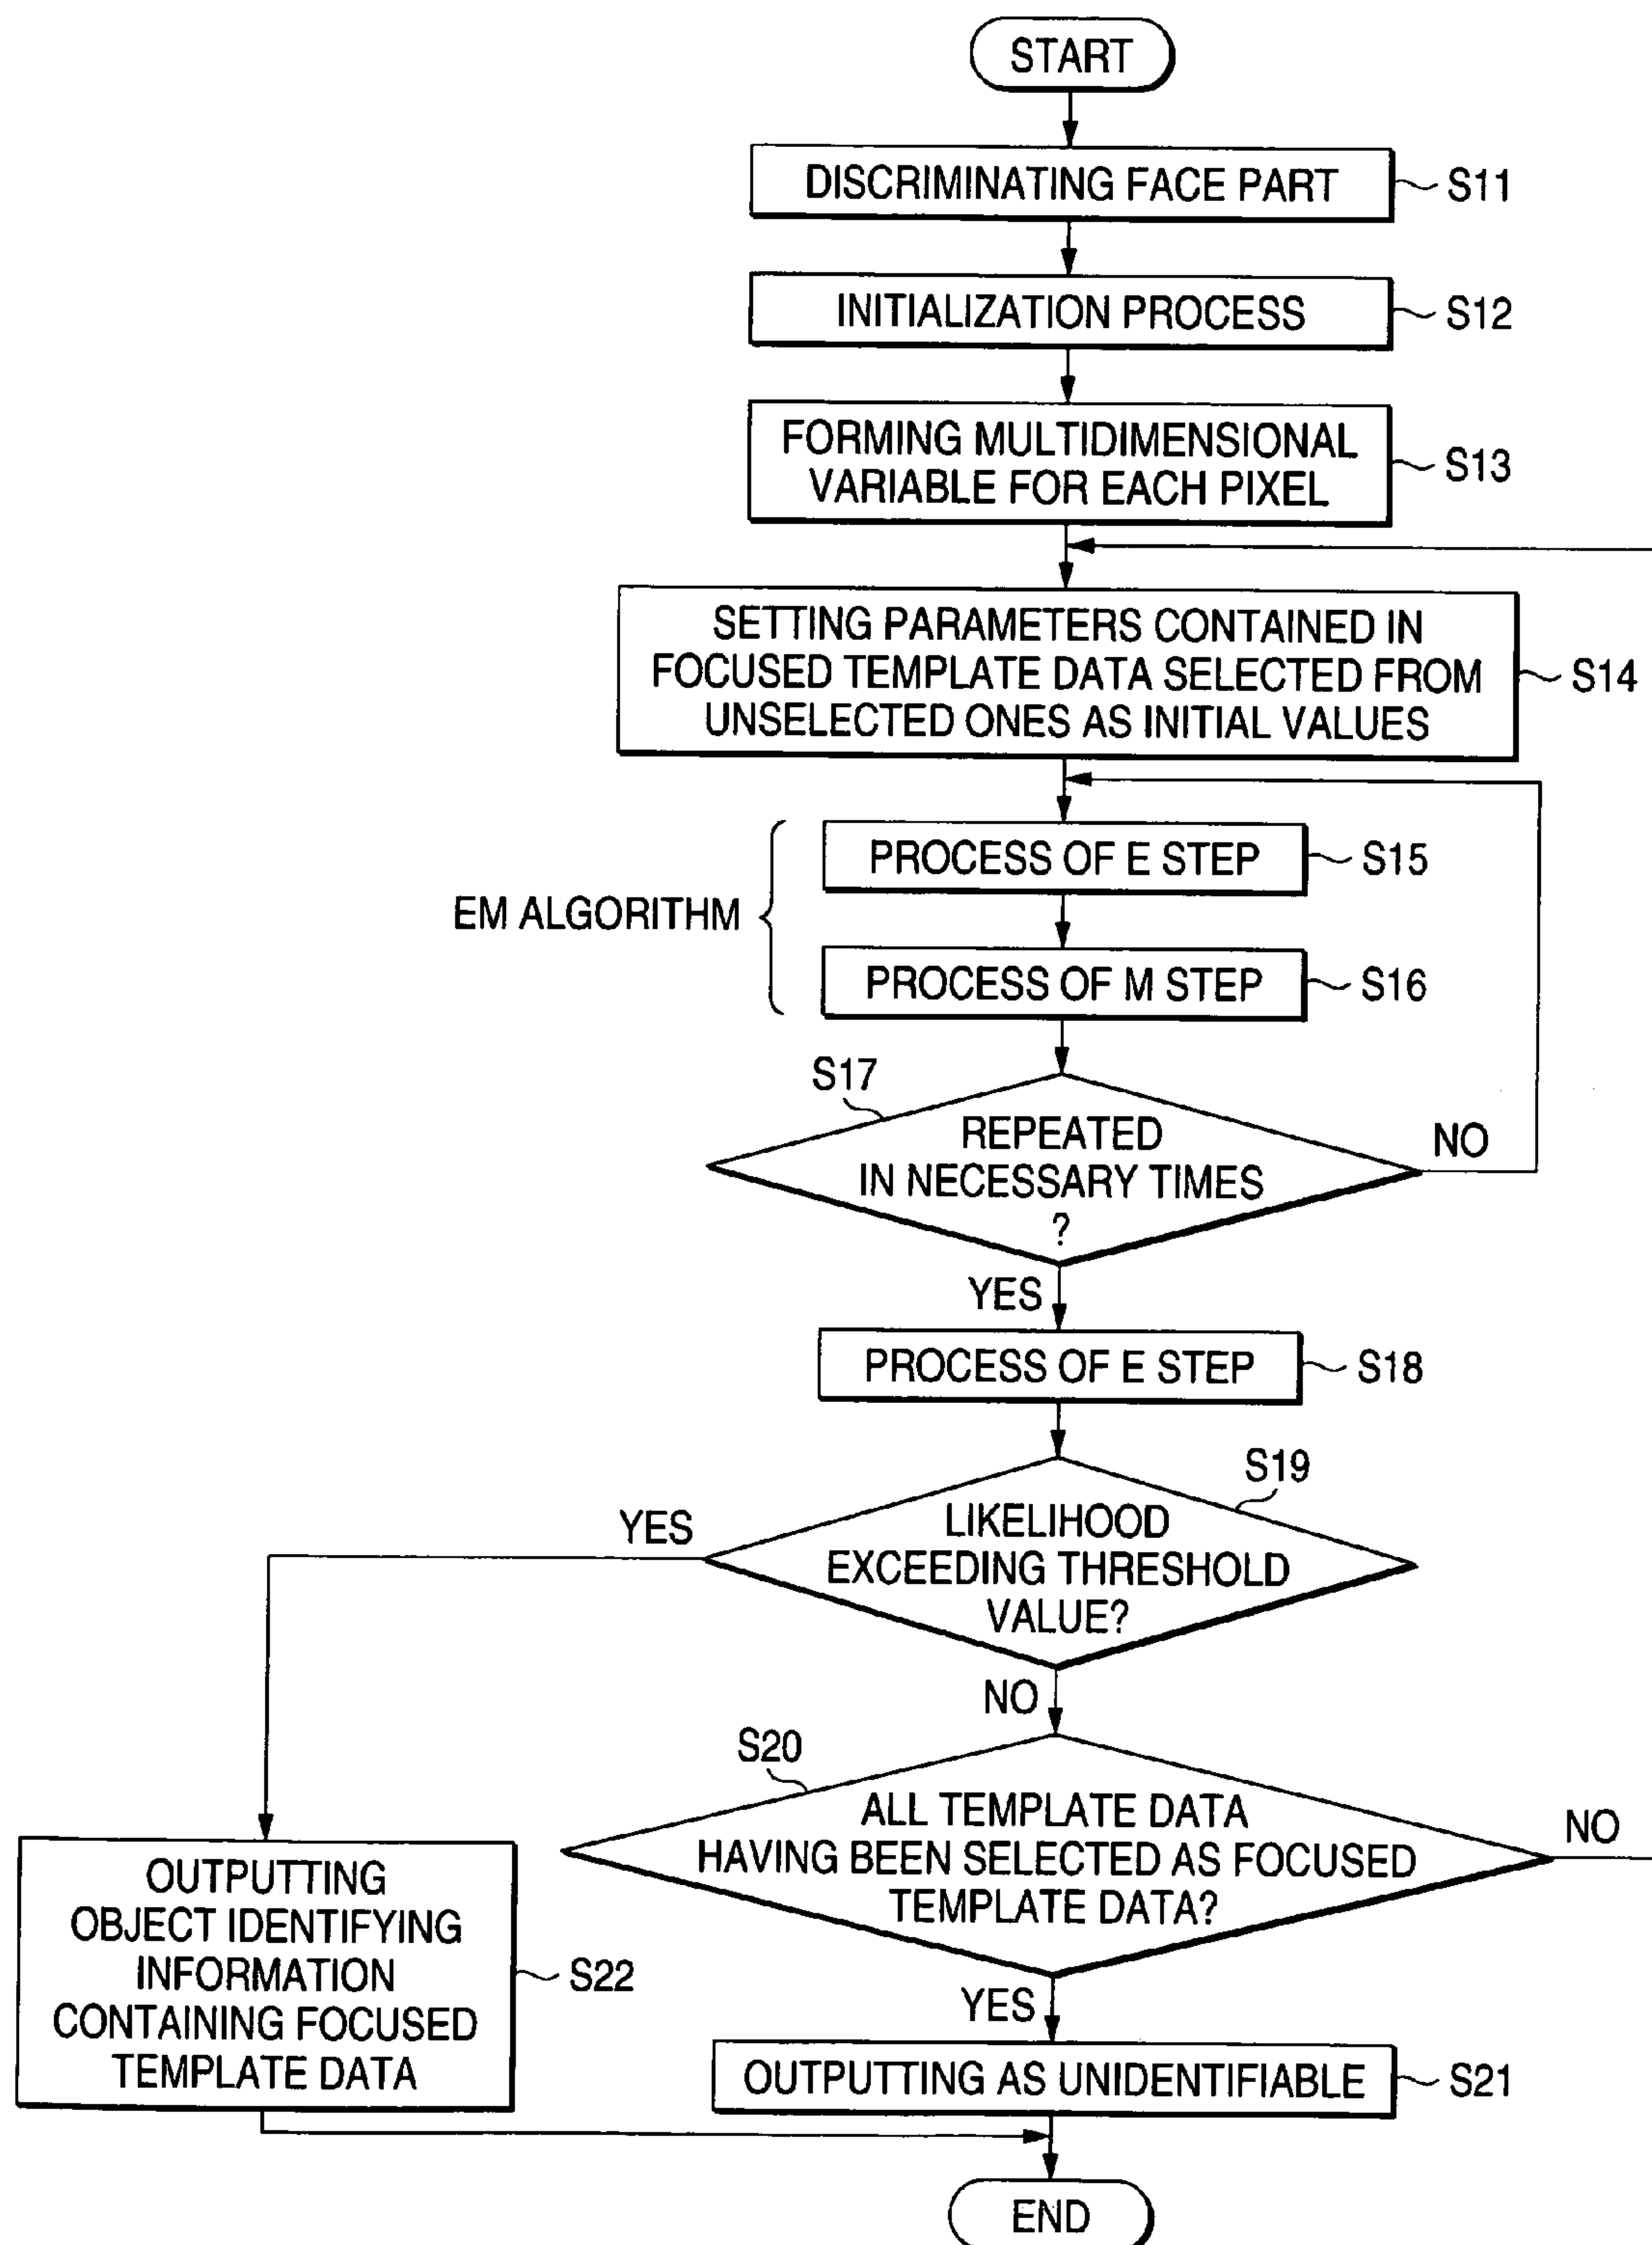 START
DISCRIMINATING FACE PART
S11
INITIALIZATION PROCESS
S12
FORMING MULTIDIMENSIONAL
VARIABLE FOR EACH PIXEL
S13
SETTING PARAMETERS CONTAINED IN
FOCUSED TEMPLATE DATA SELECTED FROM
UNSELECTED ONES AS INITIAL VALUES
S14
EM ALGORITHM
PROCESS OF E STEP
S15
PROCESS OF M STEP
S16
S17
REPEATED
IN NECESSARY TIMES
?
NO
YES
PROCESS OF E STEP
S18
S19
LIKELIHOOD
EXCEEDING THRESHOLD
VALUE?
YES
NO
S20
ALL TEMPLATE DATA
HAVING BEEN SELECTED AS FOCUSED
TEMPLATE DATA?
NO
YES
OUTPUTTING
OBJECT IDENTIFYING
INFORMATION
CONTAINING FOCUSED
TEMPLATE DATA
S22
OUTPUTTING AS UNIDENTIFIABLE
S21
END